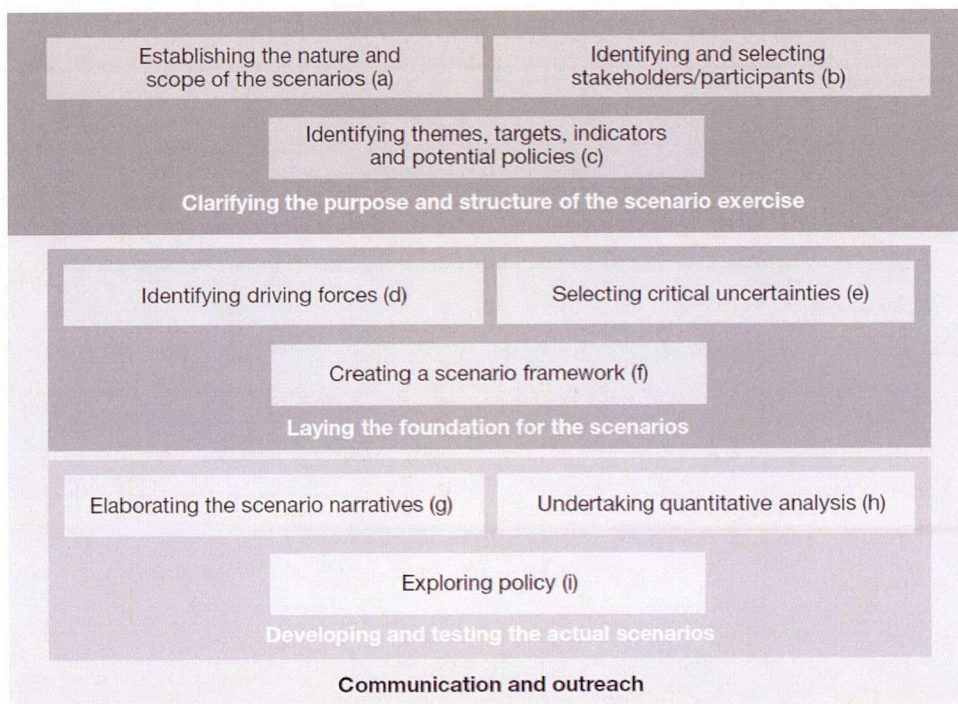 Establishing the nature and
scope of the scenarios (a)
Identifying and selecting
stakeholders/participants (b)
Identifying themes, targets, indicators
and potential policies (c)
Clarifying the purpose and structure of the scenario exercise
Identifying driving forces (d)
Selecting critical uncertainties (e)
Creating a scenario framework (f)
Laying the foundation for the scenarios
Elaborating the scenario narratives (g)
Undertaking quantitative analysis (h)
Exploring policy (i)
Developing and testing the actual scenarios
Communication and outreach